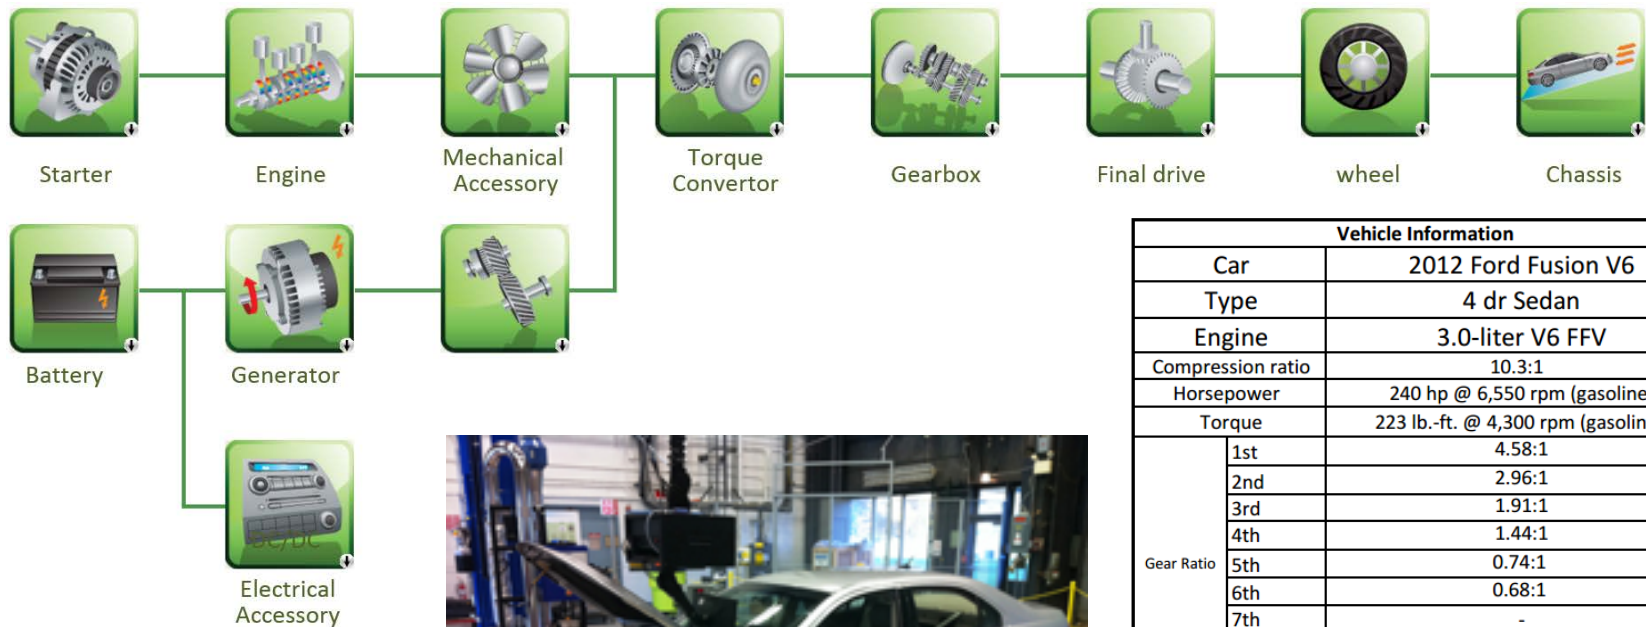 Starter
Engine
Mechanical
Accessory
Torque
Convertor
Gearbox
Final drive
wheel
Chassis
Battery
Generator
DC/DC
Electrical
Accessory
Vehicle Information
Car 2012 Ford Fusion V6
Type 4 dr Sedan
Engine 3.0-liter V6 FFV
Compression ratio 10.3:1
Horsepower 240 hp @ 6,550 rpm (gasoline
Torque 223 lb.-ft. @ 4,300 rpm (gasolin
Gear Ratio
1st 4.58:1
2nd 2.96:1
3rd 1.91:1
4th 1.44:1
5th 0.74:1
6th 0.68:1
7th -